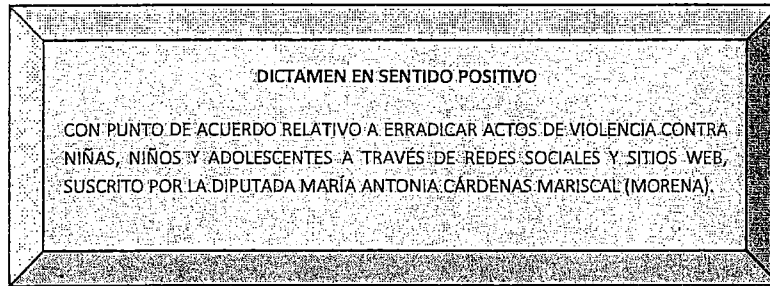 DICTAMEN EN SENTIDO POSITIVO
CON PUNTO DE ACUERDO RELATIVO A ERRADICAR ACTOS DE VIOLENCIA CONTRA
NIÑAS, NIÑOS Y ADOLESCENTES A TRAVÉS DE REDES SOCIALES Y SITIOS WEB,
SUSCRITO POR LA DIPUTADA MARÍA ANTONIA CÁRDENAS MARISCAL (MORENA).